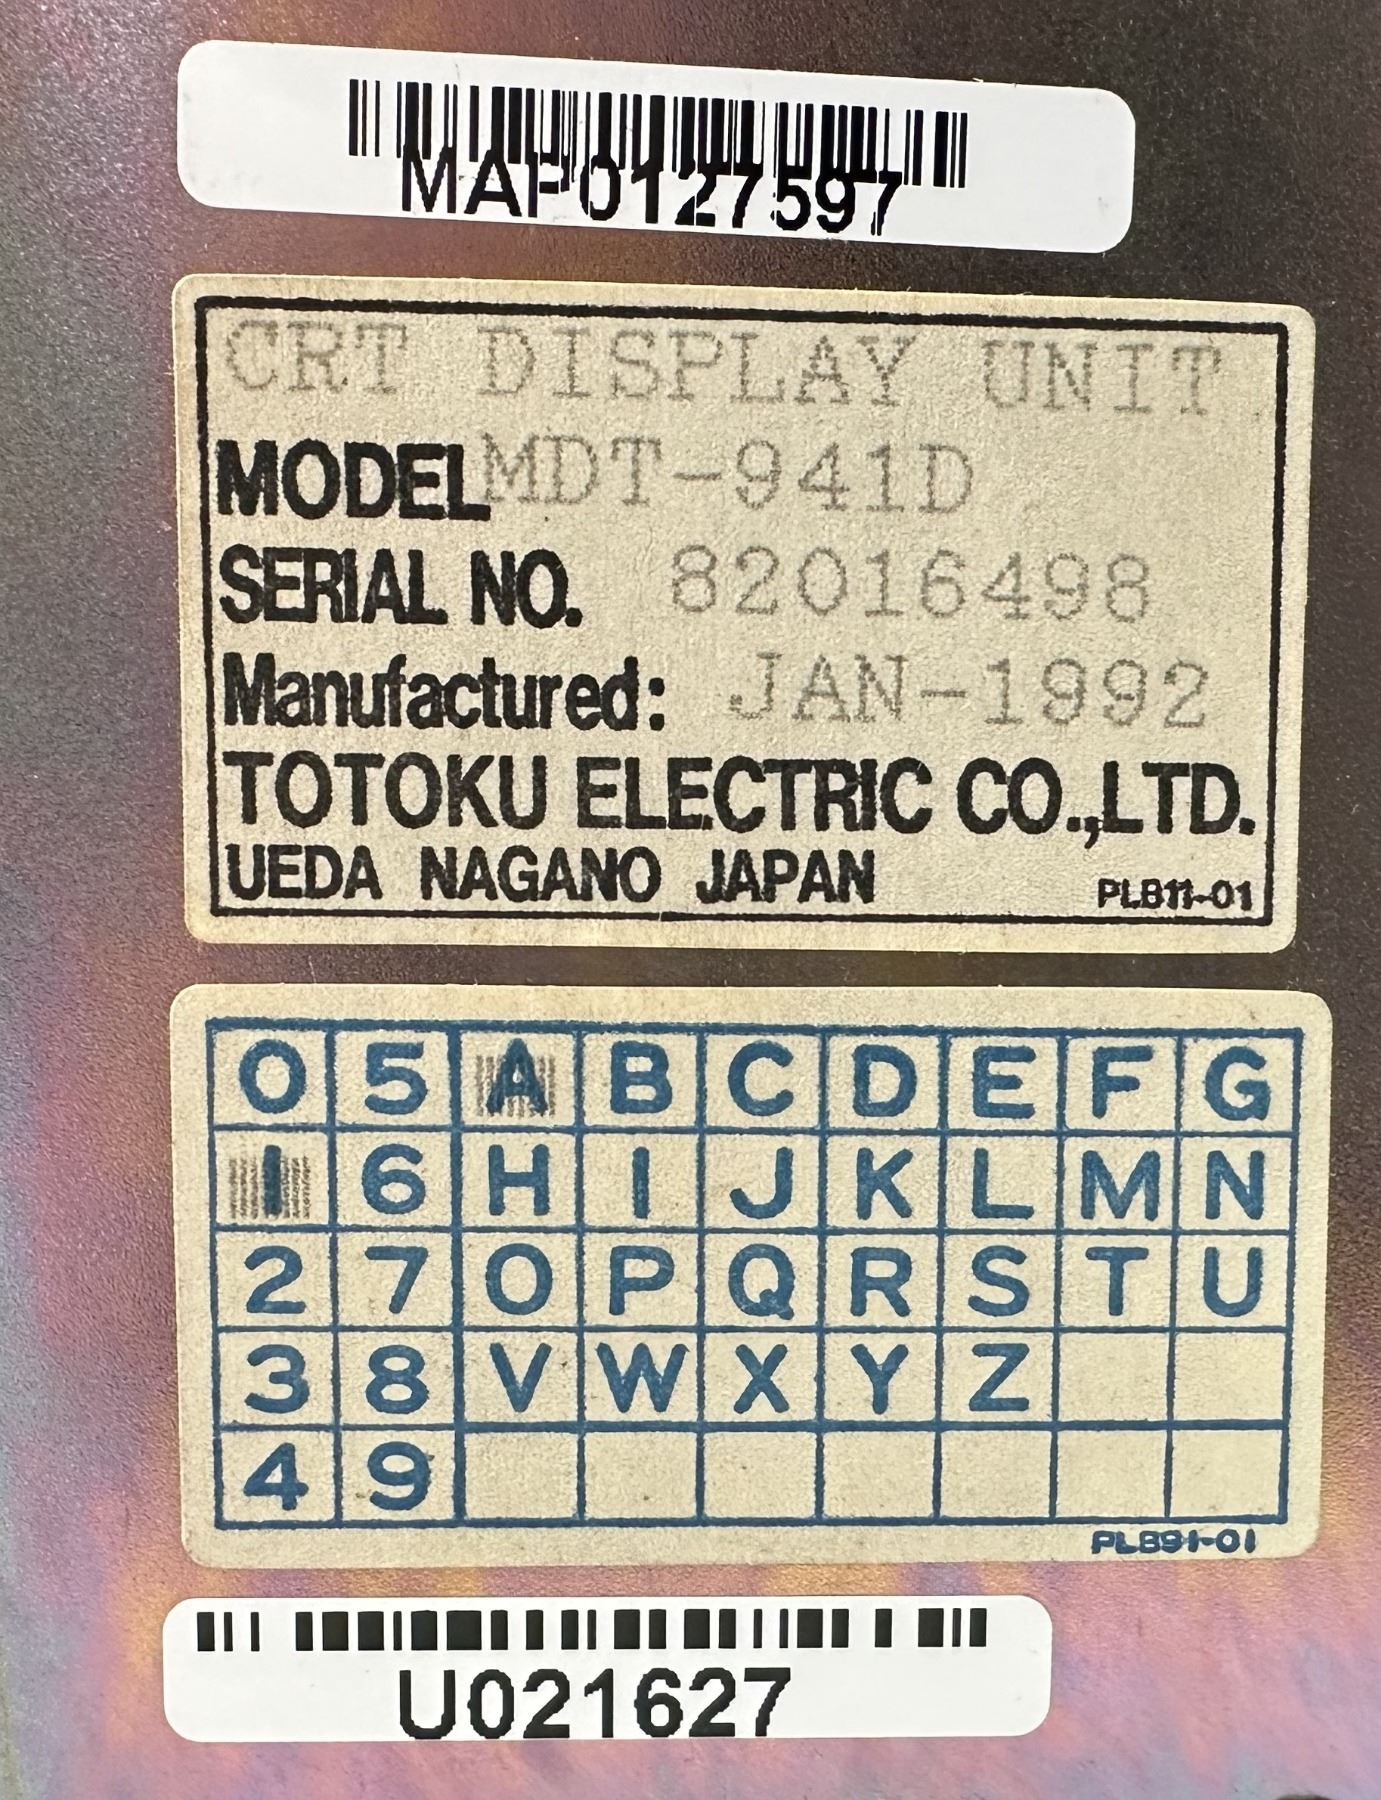 MAP0127597
CRT DISPLAY UNIT
MODEL MDT-941D
SERIAL NO. 82016498
Manufactured: JAN-1992
TOTOKU ELECTRIC CO.,LTD.
UEDA NAGANO JAPAN PLB11-01
0 5 A B C D E F G
1 6 H I J K L M N
2 7 O P Q R S T U
3 8 V W X Y Z
4 9
PLB91-01
U021627